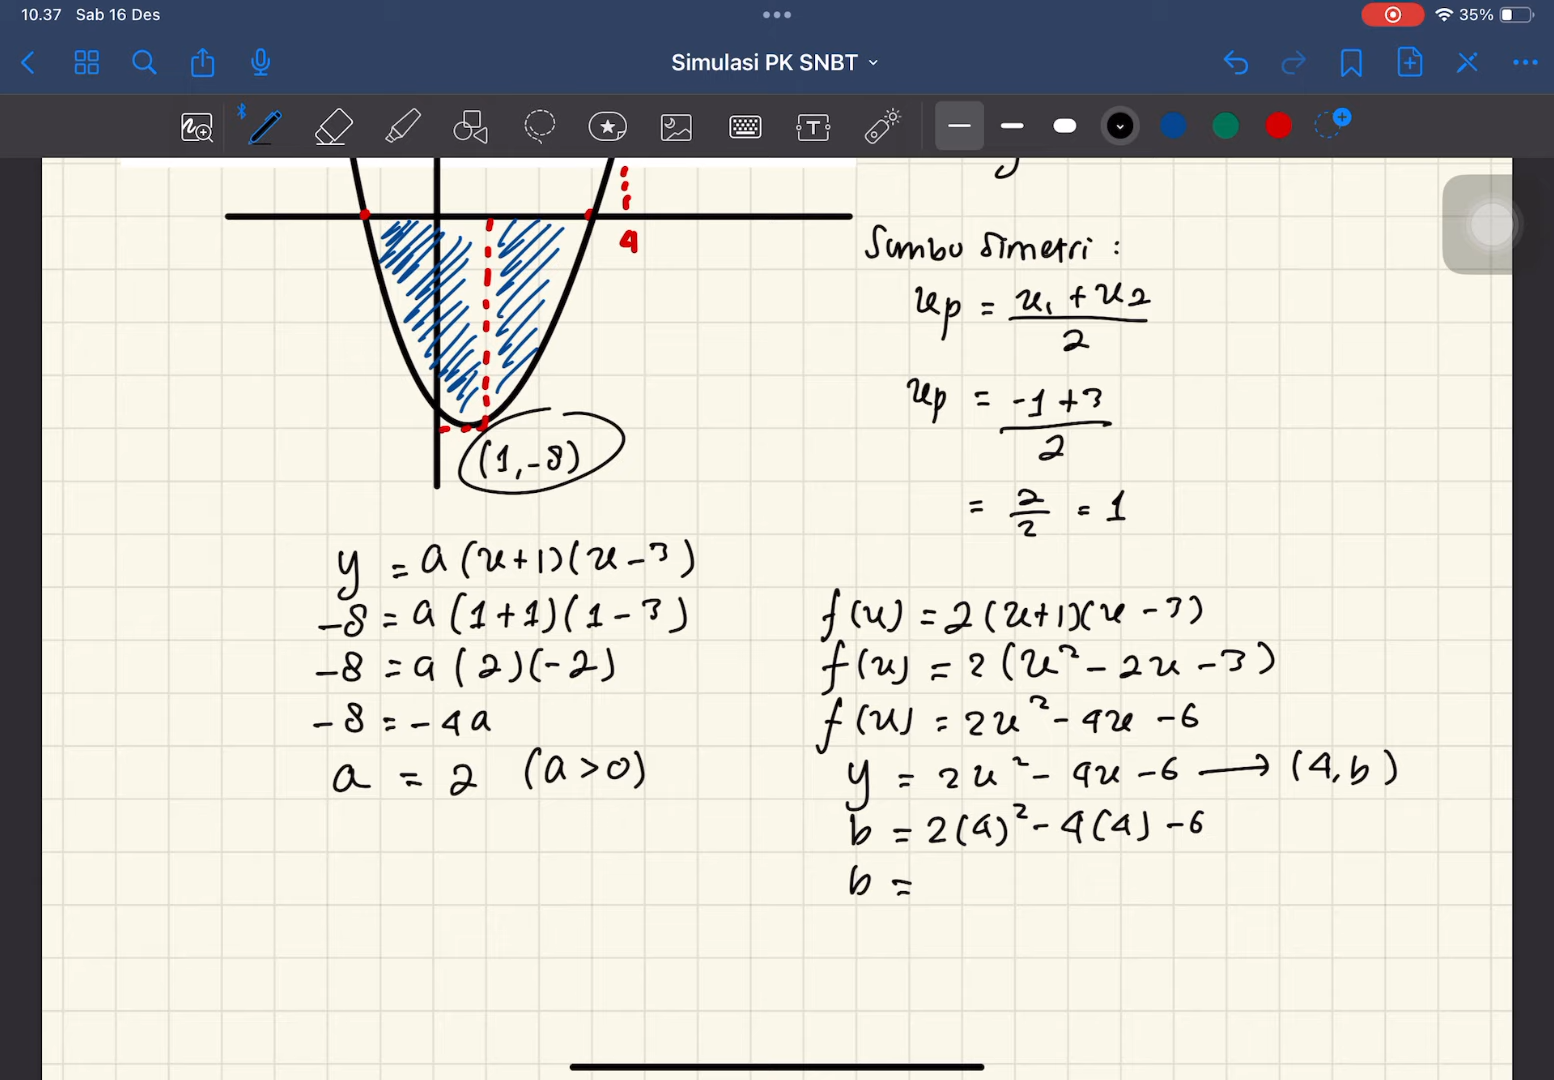 10.37 Sab 16 Des
35%
Simulasi PK SNBT
T
4
Sumbu Simetri :
xp = x₁ + x₂ / 2
xp = -1 + 3 / 2
= 2/2 = 1
(1, -8)
y = a (x+1)(x-3)
-8 = a (1+1)(1-3)
-8 = a (2)(-2)
-8 = -4a
a = 2 (a > 0)
f(x) = 2(x+1)(x-3)
f(x) = 2(x² - 2x - 3)
f(x) = 2x² - 4x - 6
y = 2x² - 4x - 6 → (4, b)
b = 2(4)² - 4(4) - 6
b =